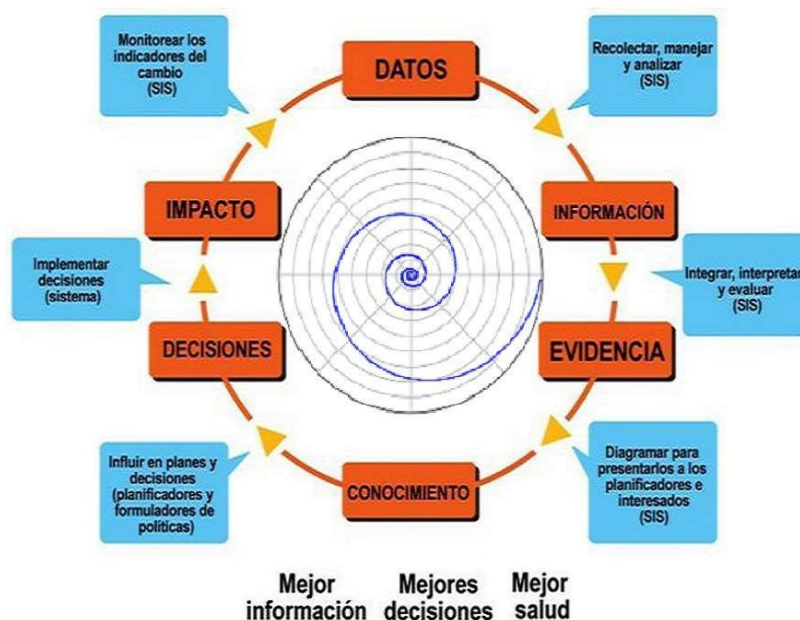 Monitorear los
indicadores del
cambio
(SIS)
DATOS
Recolectar, manejar
y analizar
(SIS)
IMPACTO
INFORMACIÓN
Implementar
decisiones
(sistema)
Integrar, interpretar
y evaluar
(SIS)
DECISIONES
EVIDENCIA
Influir en planes y
decisiones
(planificadores y
formuladores de
políticas)
CONOCIMIENTO
Diagramar para
presentarlos a los
planificadores e
interesados
(SIS)
Mejor
información
Mejores
decisiones
Mejor
salud